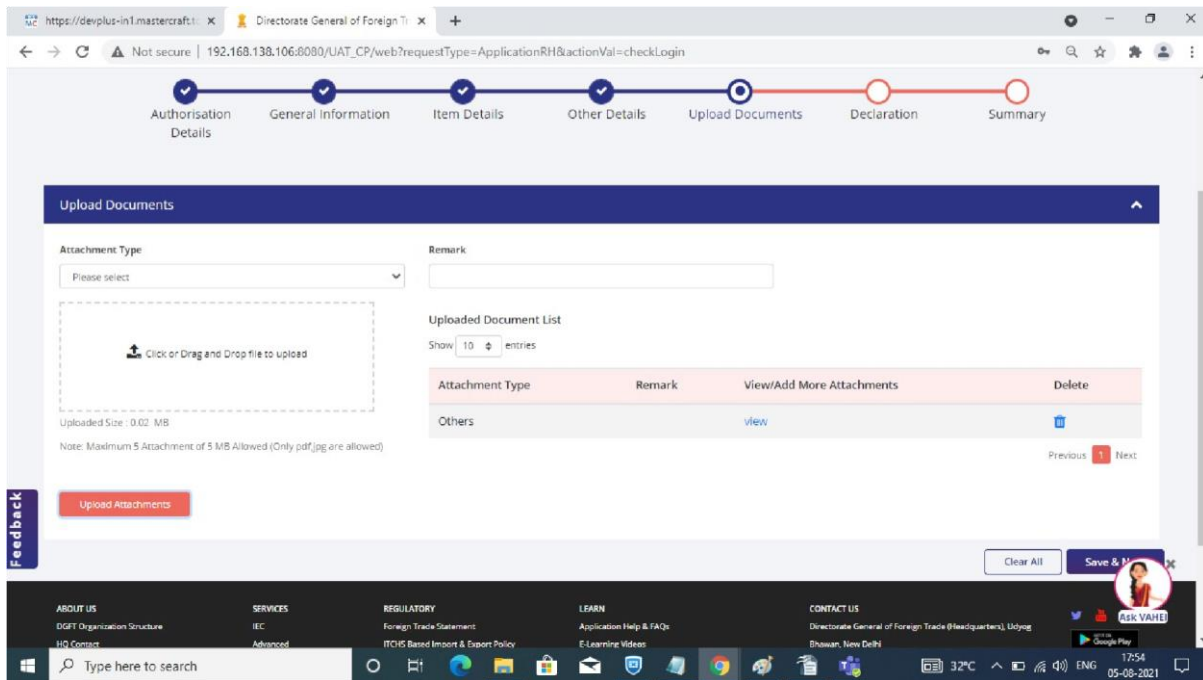 https://devplus-in1.mastercraft.t
Directorate General of Foreign Tr
Not secure | 192.168.138.106:8080/UAT_CP/web?requestType=ApplicationRH&actionVal=checkLogin
Authorisation Details
General Information
Item Details
Other Details
Upload Documents
Declaration
Summary
Upload Documents
Attachment Type
Please select
Remark
Click or Drag and Drop file to upload
Uploaded Size : 0.02 MB
Note: Maximum 5 Attachment of 5 MB Allowed (Only pdf,jpg are allowed)
Upload Attachments
Uploaded Document List
Show 10 entries
Attachment Type Remark View/Add More Attachments Delete
Others view
Previous 1 Next
Feedback
Clear All
Save &
Ask VAHEI
ABOUT US
DGFT Organization Structure
HQ Contact
SERVICES
IEC
Advanced
REGULATORY
Foreign Trade Statement
ITCHS Based Import & Export Policy
LEARN
Application Help & FAQs
E-Learning Videos
CONTACT US
Directorate General of Foreign Trade (Headquarters), Udyog
Bhawan, New Delhi
Google Play
Type here to search
32°C
ENG
17:54
05-08-2021